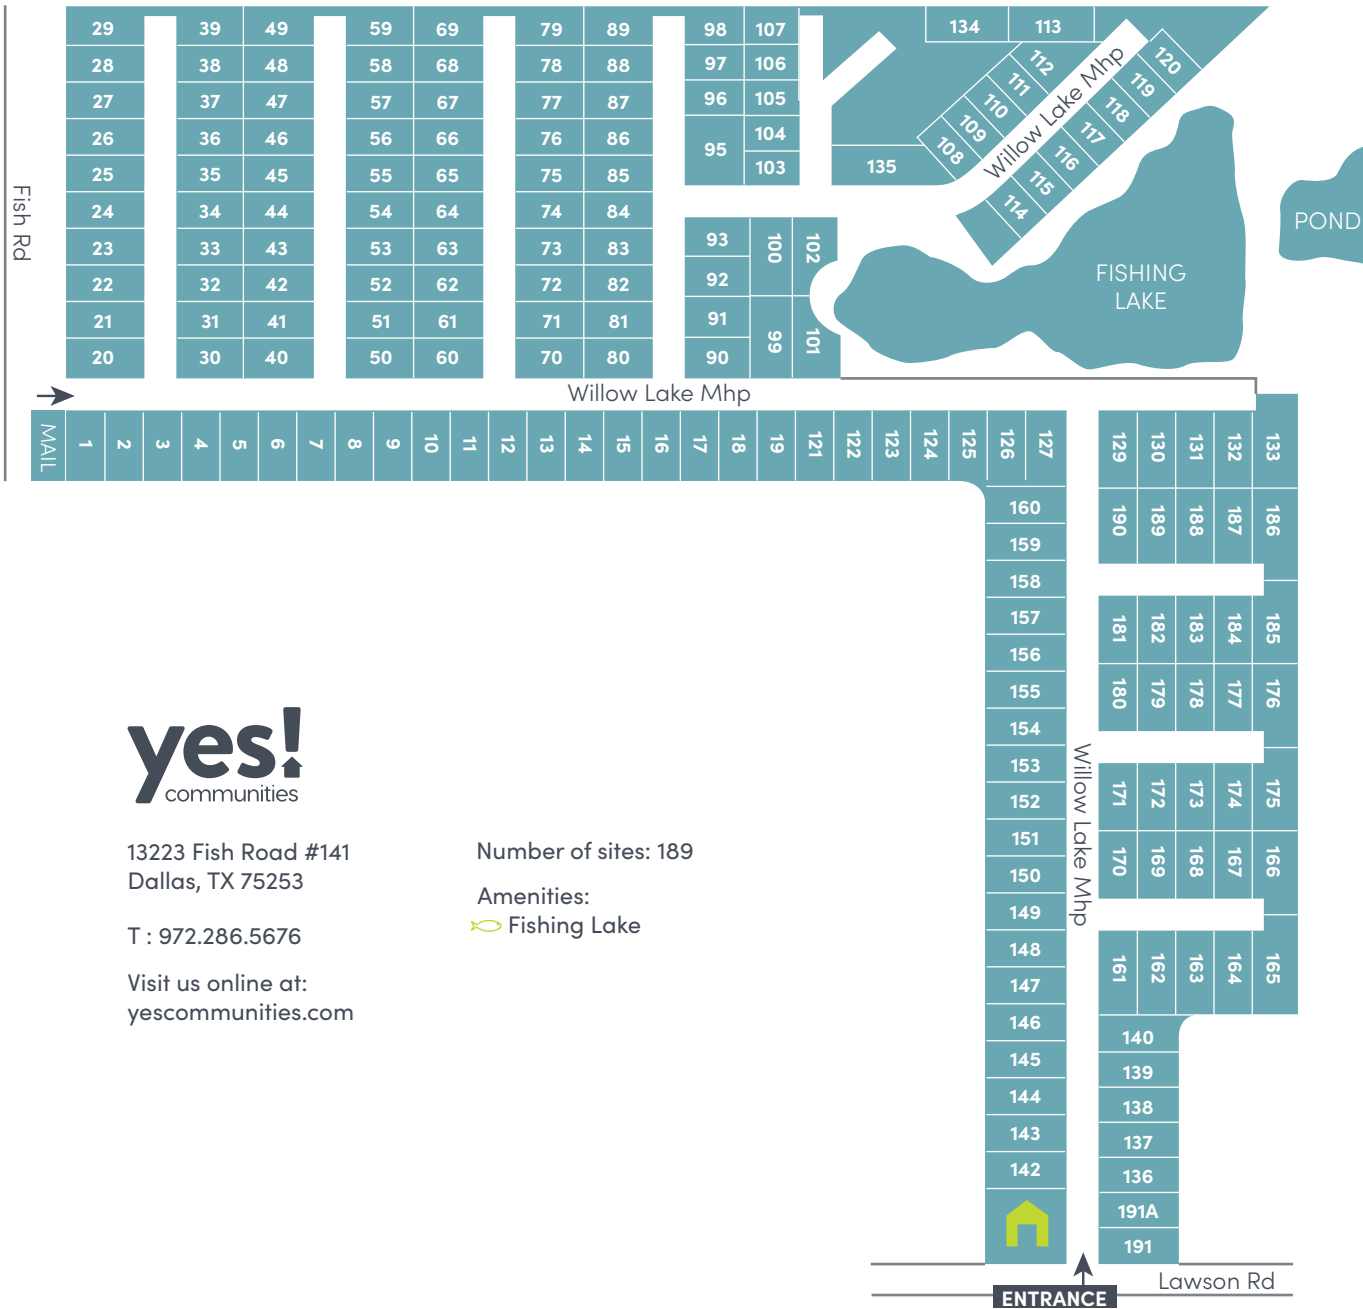 29 39 49 59 69 79 89 98 107 134 113
28 38 48 58 68 78 88 97 106 112 120
27 37 47 57 67 77 87 96 105 111 119
26 36 46 56 66 76 86 95 104 110 118
25 35 45 55 65 75 85 103 135 109 117
108 116
115
114
Willow Lake Mhp
24 34 44 54 64 74 84
23 33 43 53 63 73 83 93 100 102
22 32 42 52 62 72 82 92
21 31 41 51 61 71 81 91 99 101
20 30 40 50 60 70 80 90
Fish Rd
FISHING
LAKE
POND
Willow Lake Mhp
MAIL 1 2 3 4 5 6 7 8 9 10 11 12 13 14 15 16 17 18 19 121 122 123 124 125 126 127 129 130 131 132 133
160 190 189 188 187 186
159
158
157 181 182 183 184 185
156
155 180 179 178 177 176
154
153
152 171 172 173 174 175
151
150 170 169 168 167 166
149
148
147 161 162 163 164 165
146
145
144
143
142
Willow Lake Mhp
140
139
138
137
136
191A
191
yes!
communities
13223 Fish Road #141
Dallas, TX 75253
T : 972.286.5676
Visit us online at:
yescommunities.com
Number of sites: 189
Amenities:
Fishing Lake
Lawson Rd
ENTRANCE